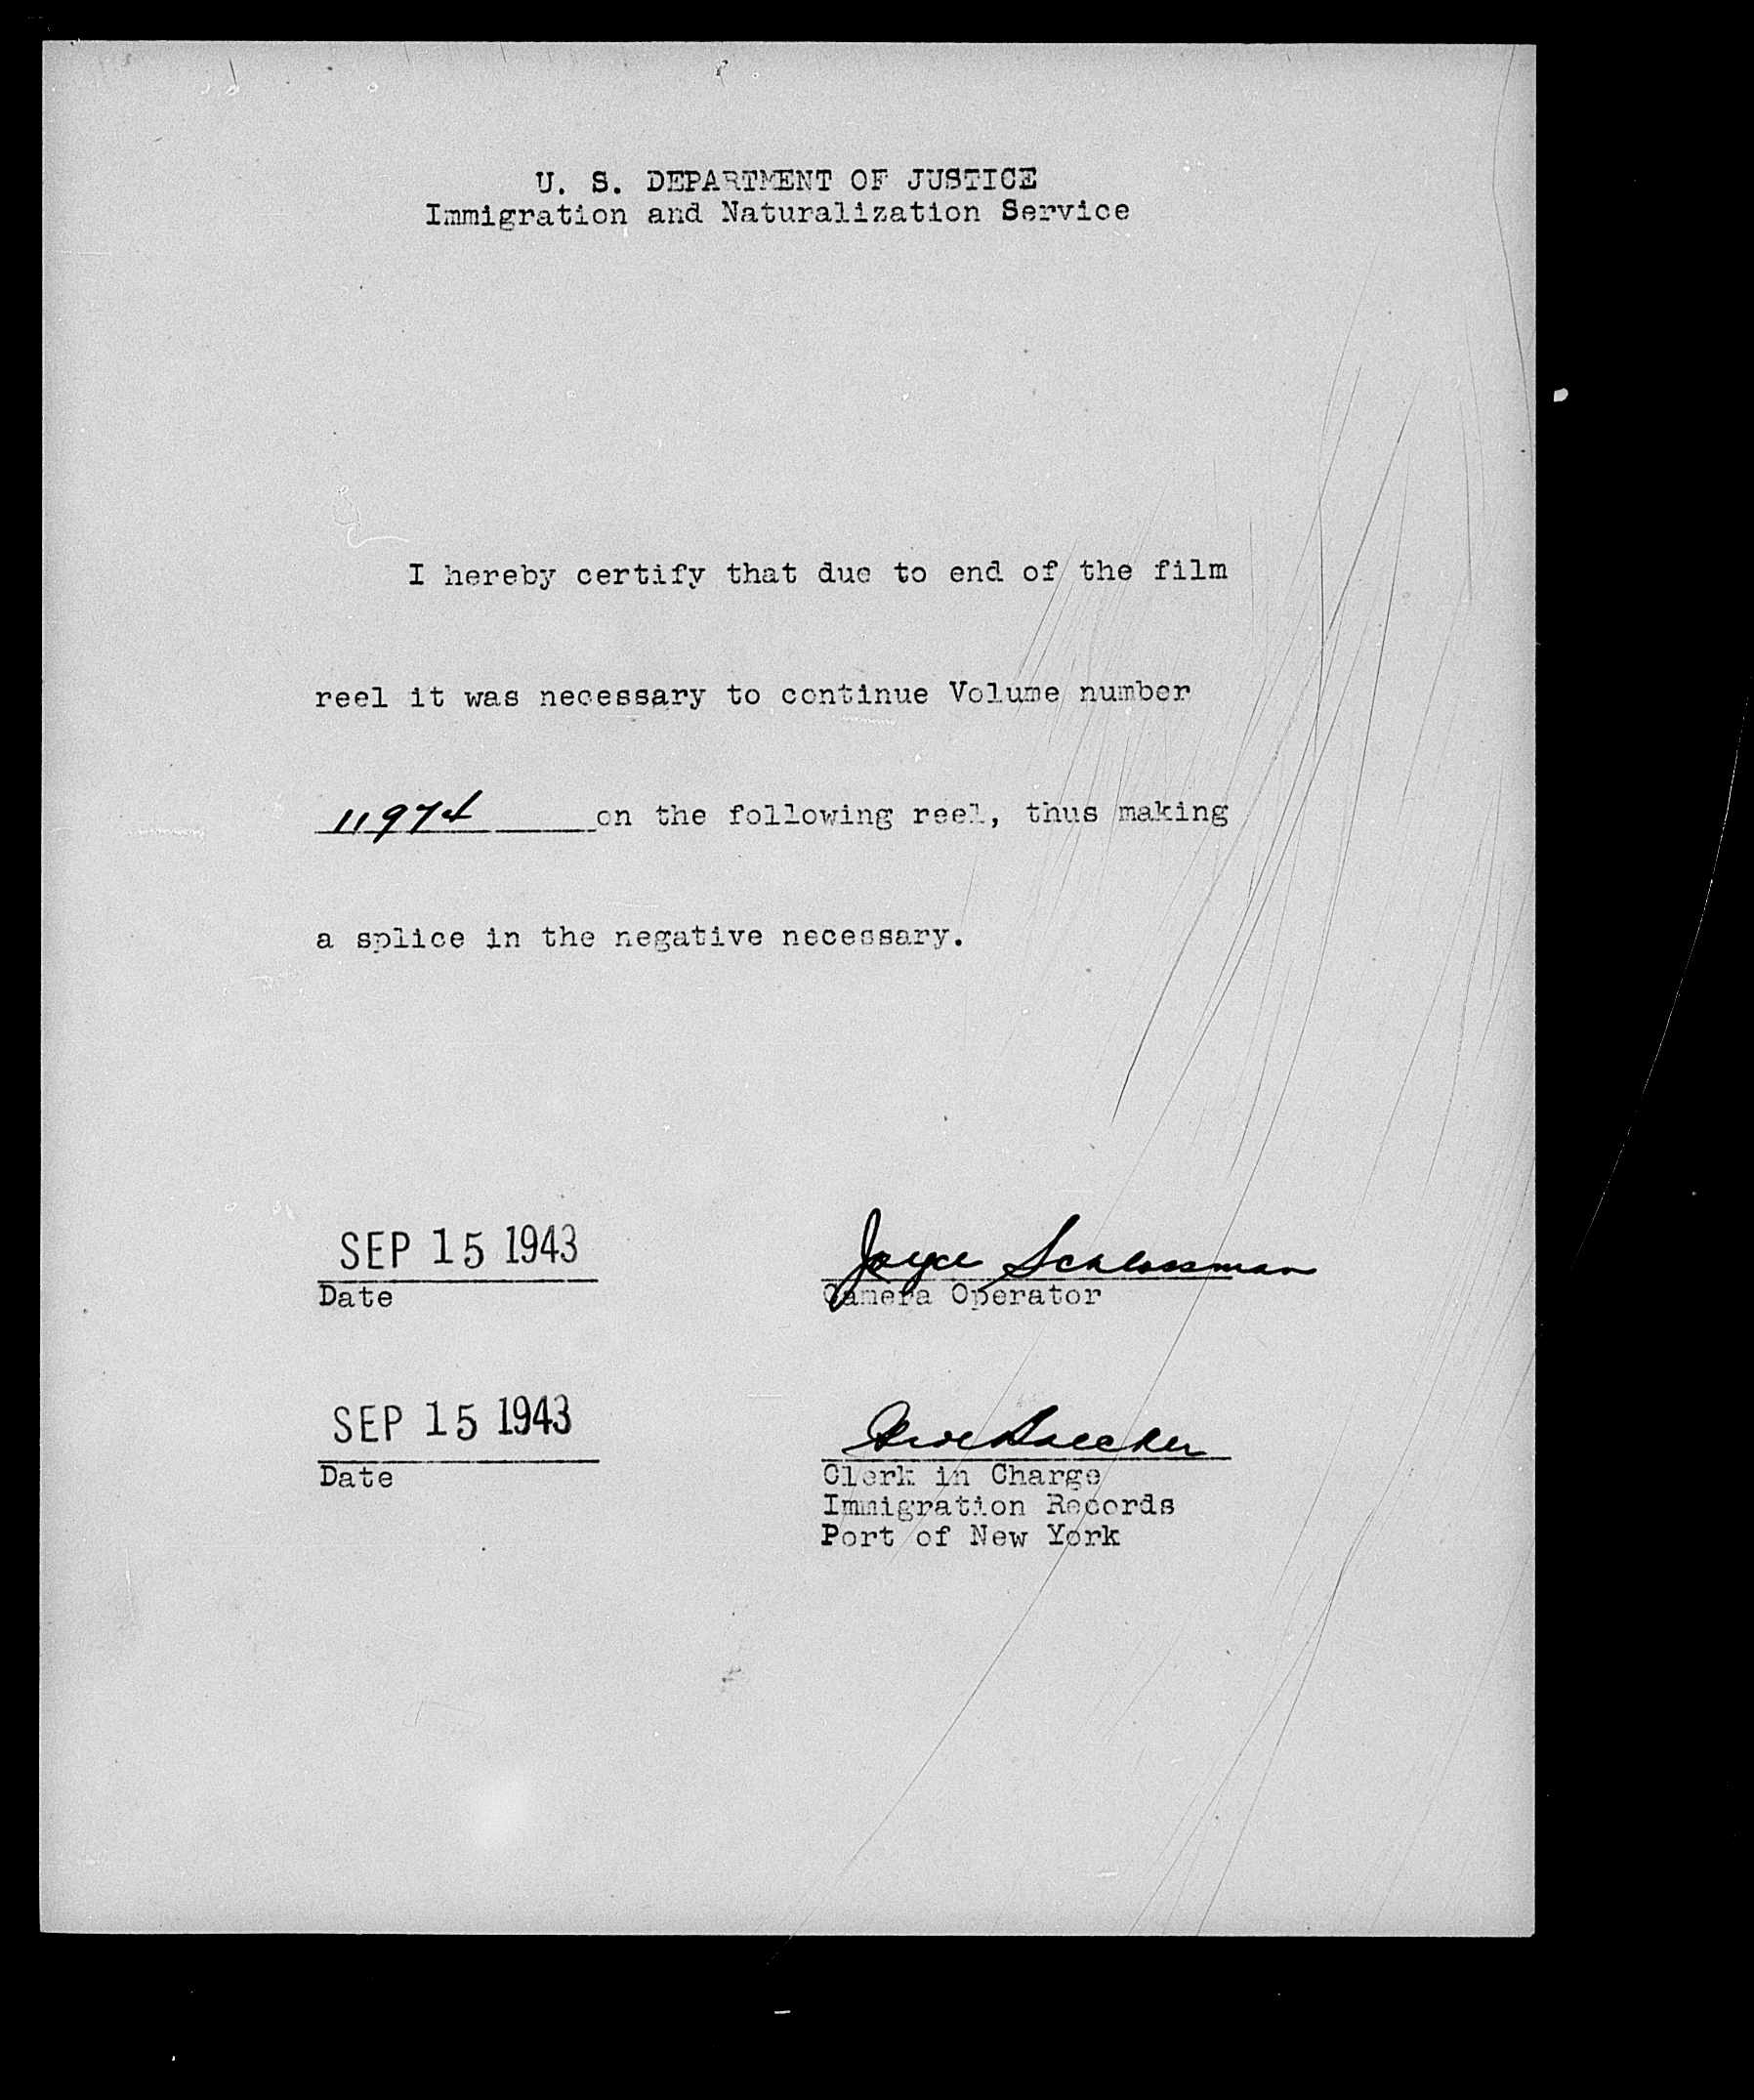 U. S. DEPARTMENT OF JUSTICE
Immigration and Naturalization Service
I hereby certify that due to end of the film
reel it was necessary to continue Volume number
11974 on the following reel, thus making
a splice in the negative necessary.
SEP 15 1943
Date
Joyce Schlossman
Camera Operator
SEP 15 1943
Date
Clerk in Charge
Immigration Records
Port of New York